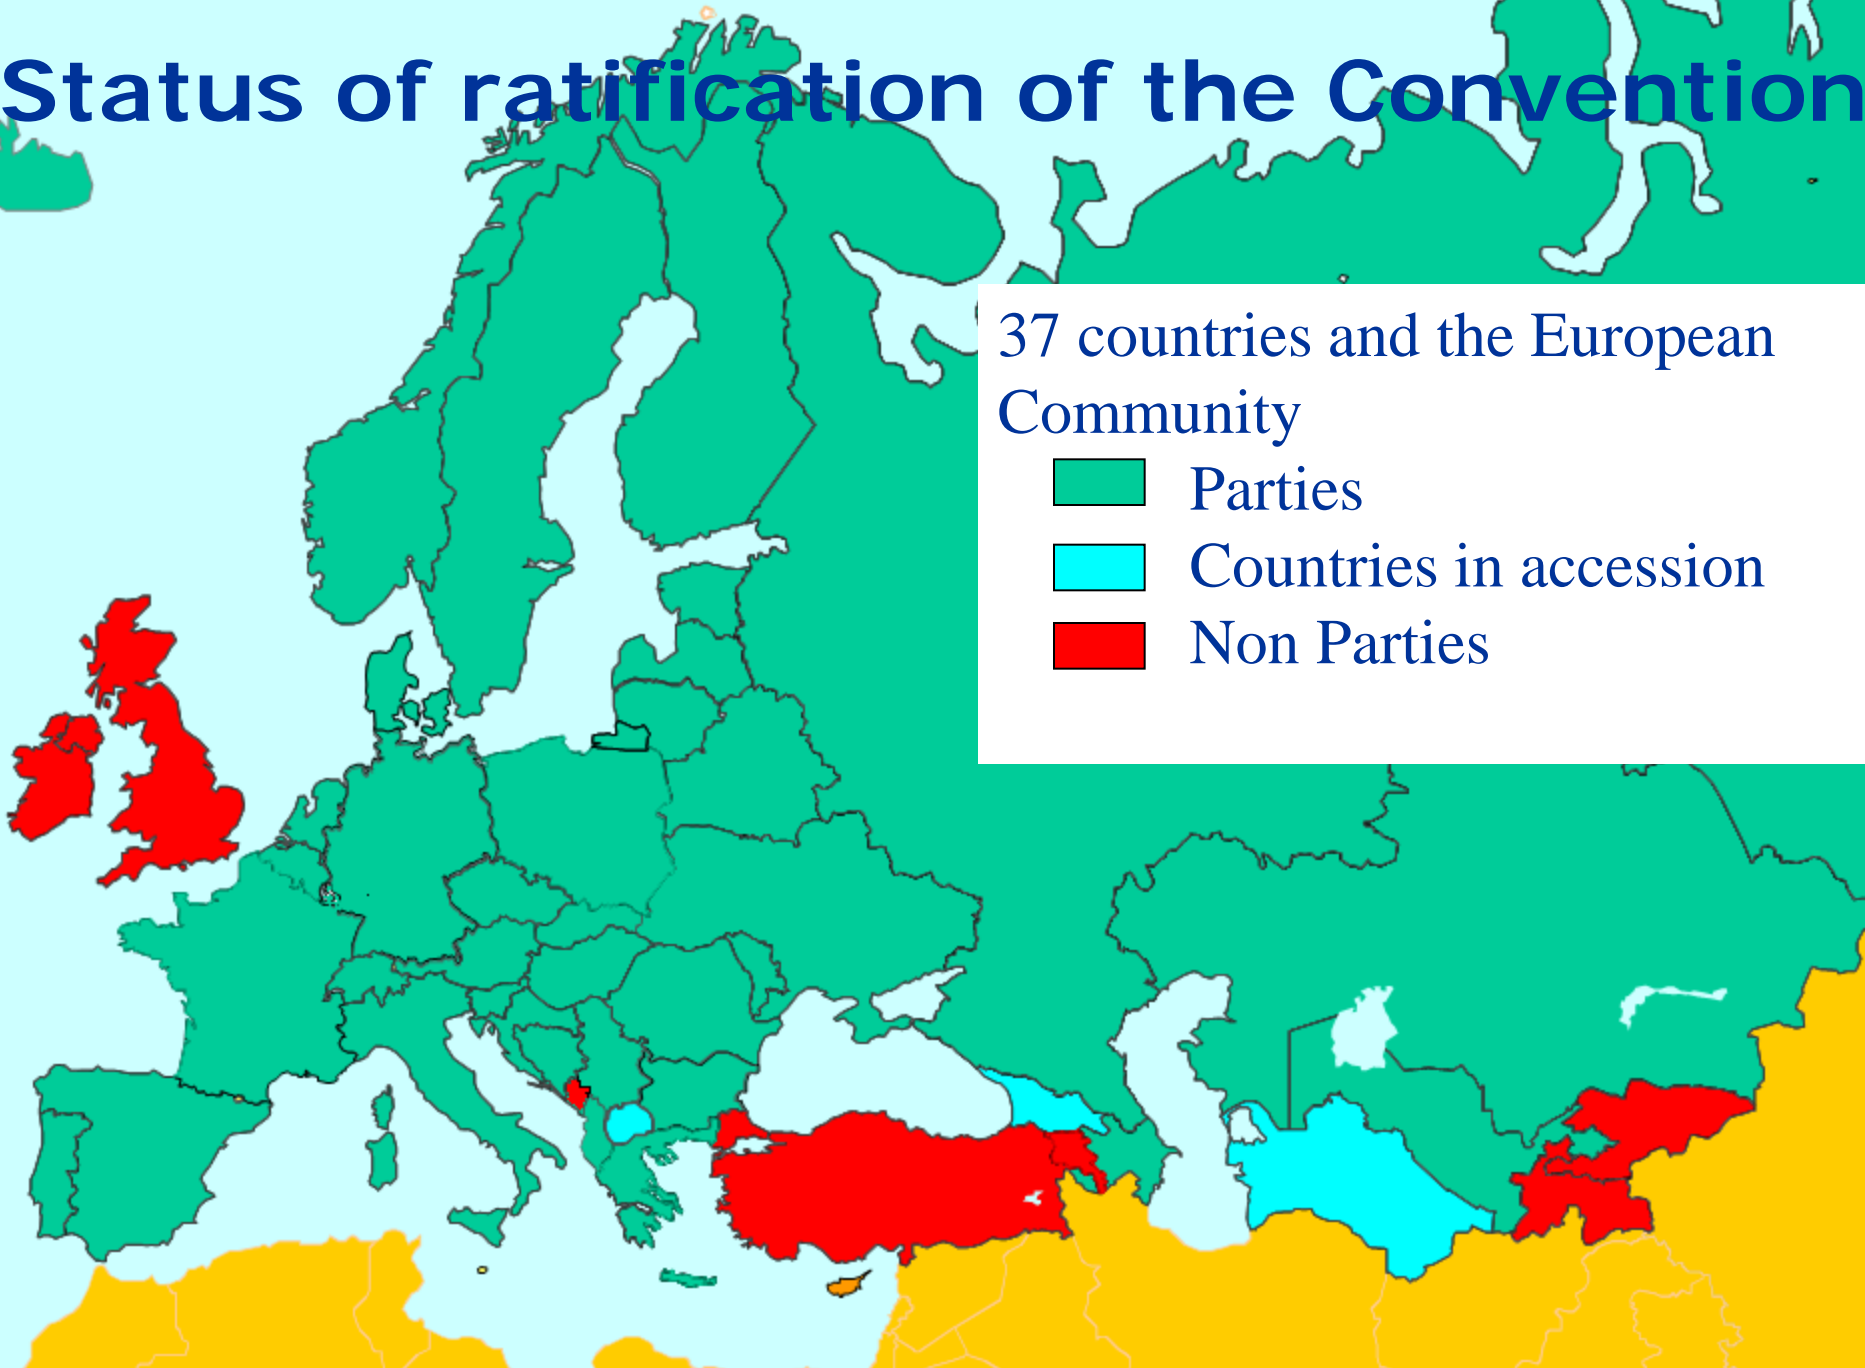 Status of ratification of the Convention
37 countries and the European
Community
Parties
Countries in accession
Non Parties